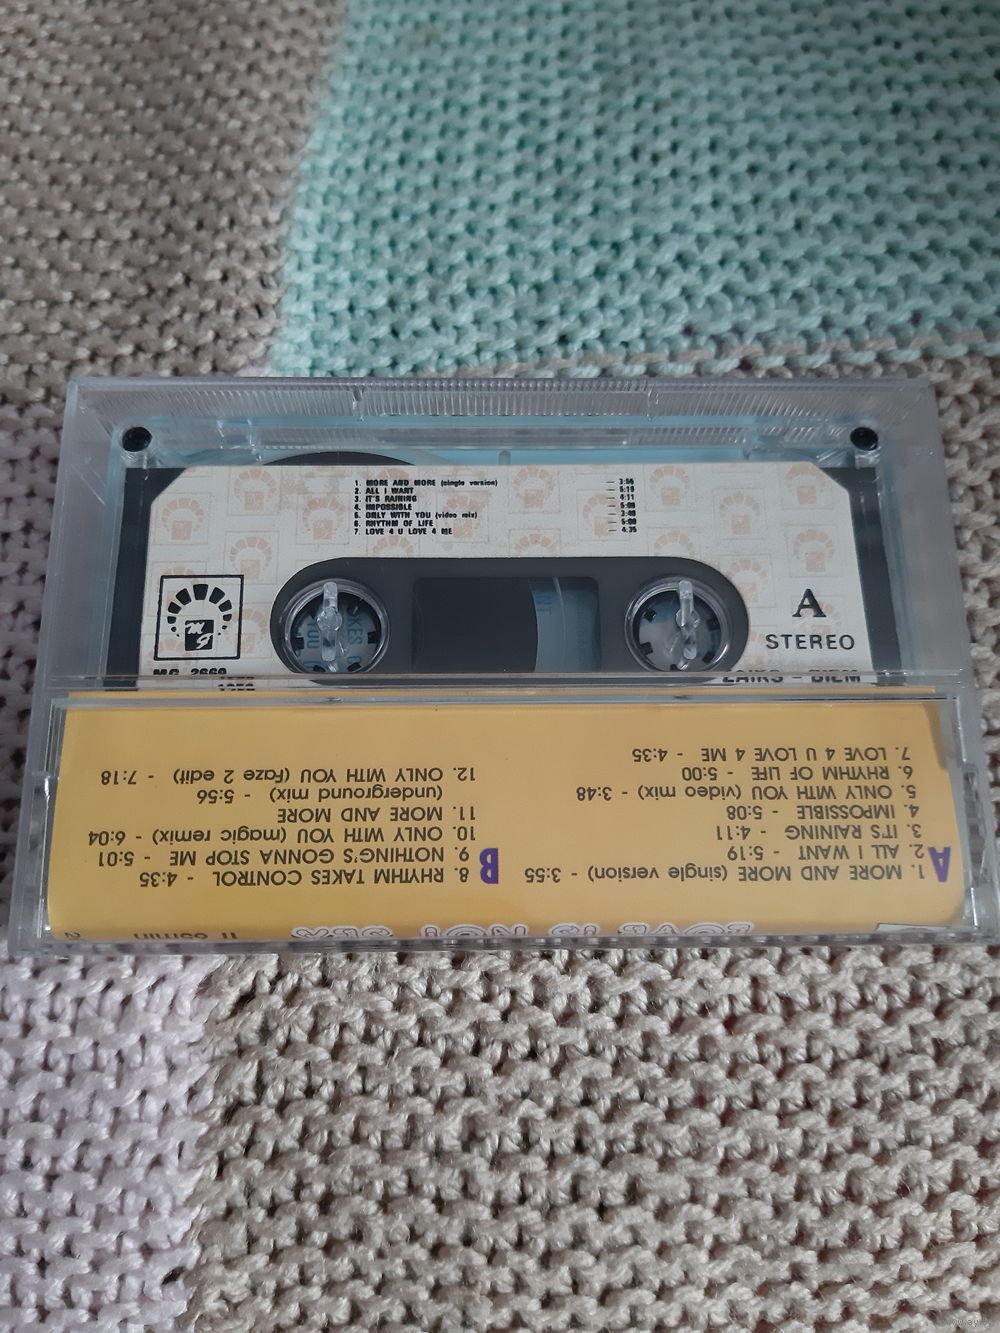 1. MORE AND MORE (single version) — 3:56
2. ALL I WANT — 5:19
3. IT'S RAINING — 4:11
4. IMPOSSIBLE — 5:08
5. ONLY WITH YOU (video mix) — 3:48
6. RHYTHM OF LIFE — 5:00
7. LOVE 4 U LOVE 4 ME — 4:35
MG
A
STEREO
MG 2669
ZAIKS - BIEM
A
1. MORE AND MORE (single version) - 3:55
2. ALL I WANT - 5:19
3. IT'S RAINING - 4:11
4. IMPOSSIBLE - 5:08
5. ONLY WITH YOU (video mix) - 3:48
6. RHYTHM OF LIFE - 5:00
7. LOVE 4 U LOVE 4 ME - 4:35
B
8. RHYTHM TAKES CONTROL - 4:35
9. NOTHING'S GONNA STOP ME - 5:01
10. ONLY WITH YOU (magic remix) - 6:04
11. MORE AND MORE
(underground mix) - 5:56
12. ONLY WITH YOU (Faze 2 edit) - 7:18